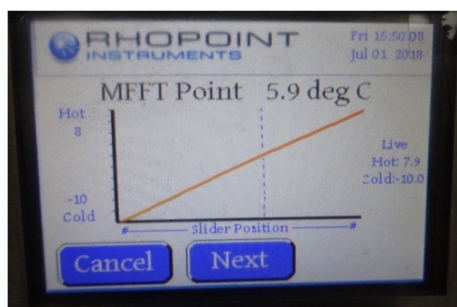 RHOPOINT
INSTRUMENTS
Fri 15:50:08
Jul 01 2018
MFFT Point 5.9 deg C
Hot
8
-10
Cold
Live
Hot: 7.9
Cold:-10.0
Slider Position
Cancel
Next